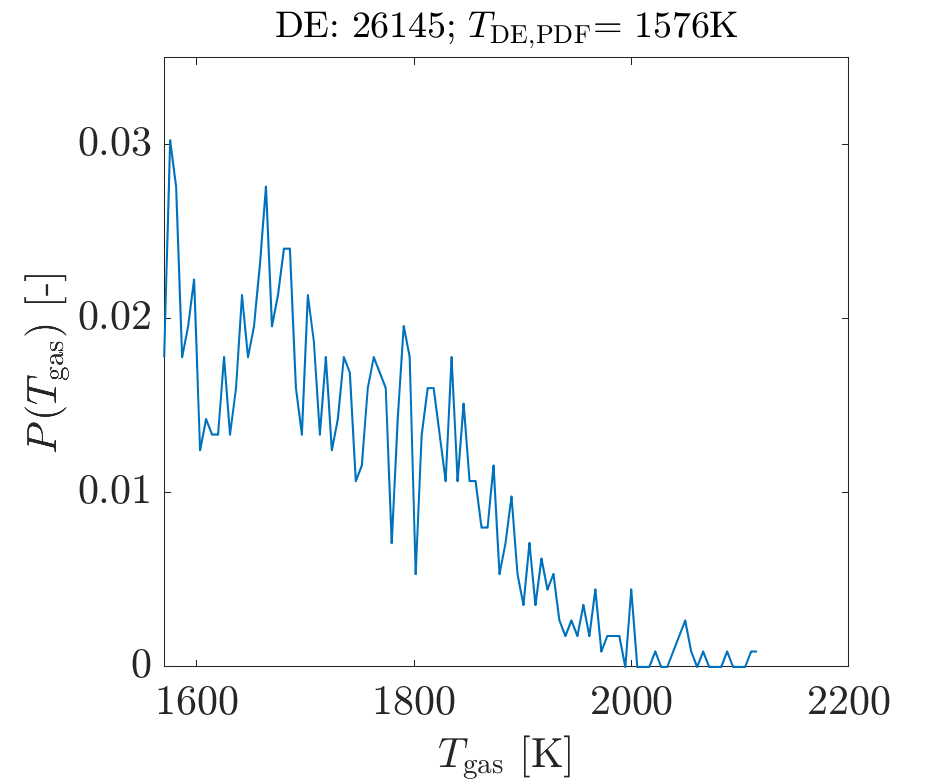 DE: 26145; T_DE,PDF= 1576K
0.03
0.02
0.01
0
P(T_gas) [-]
1600 1800 2000 2200
T_gas [K]